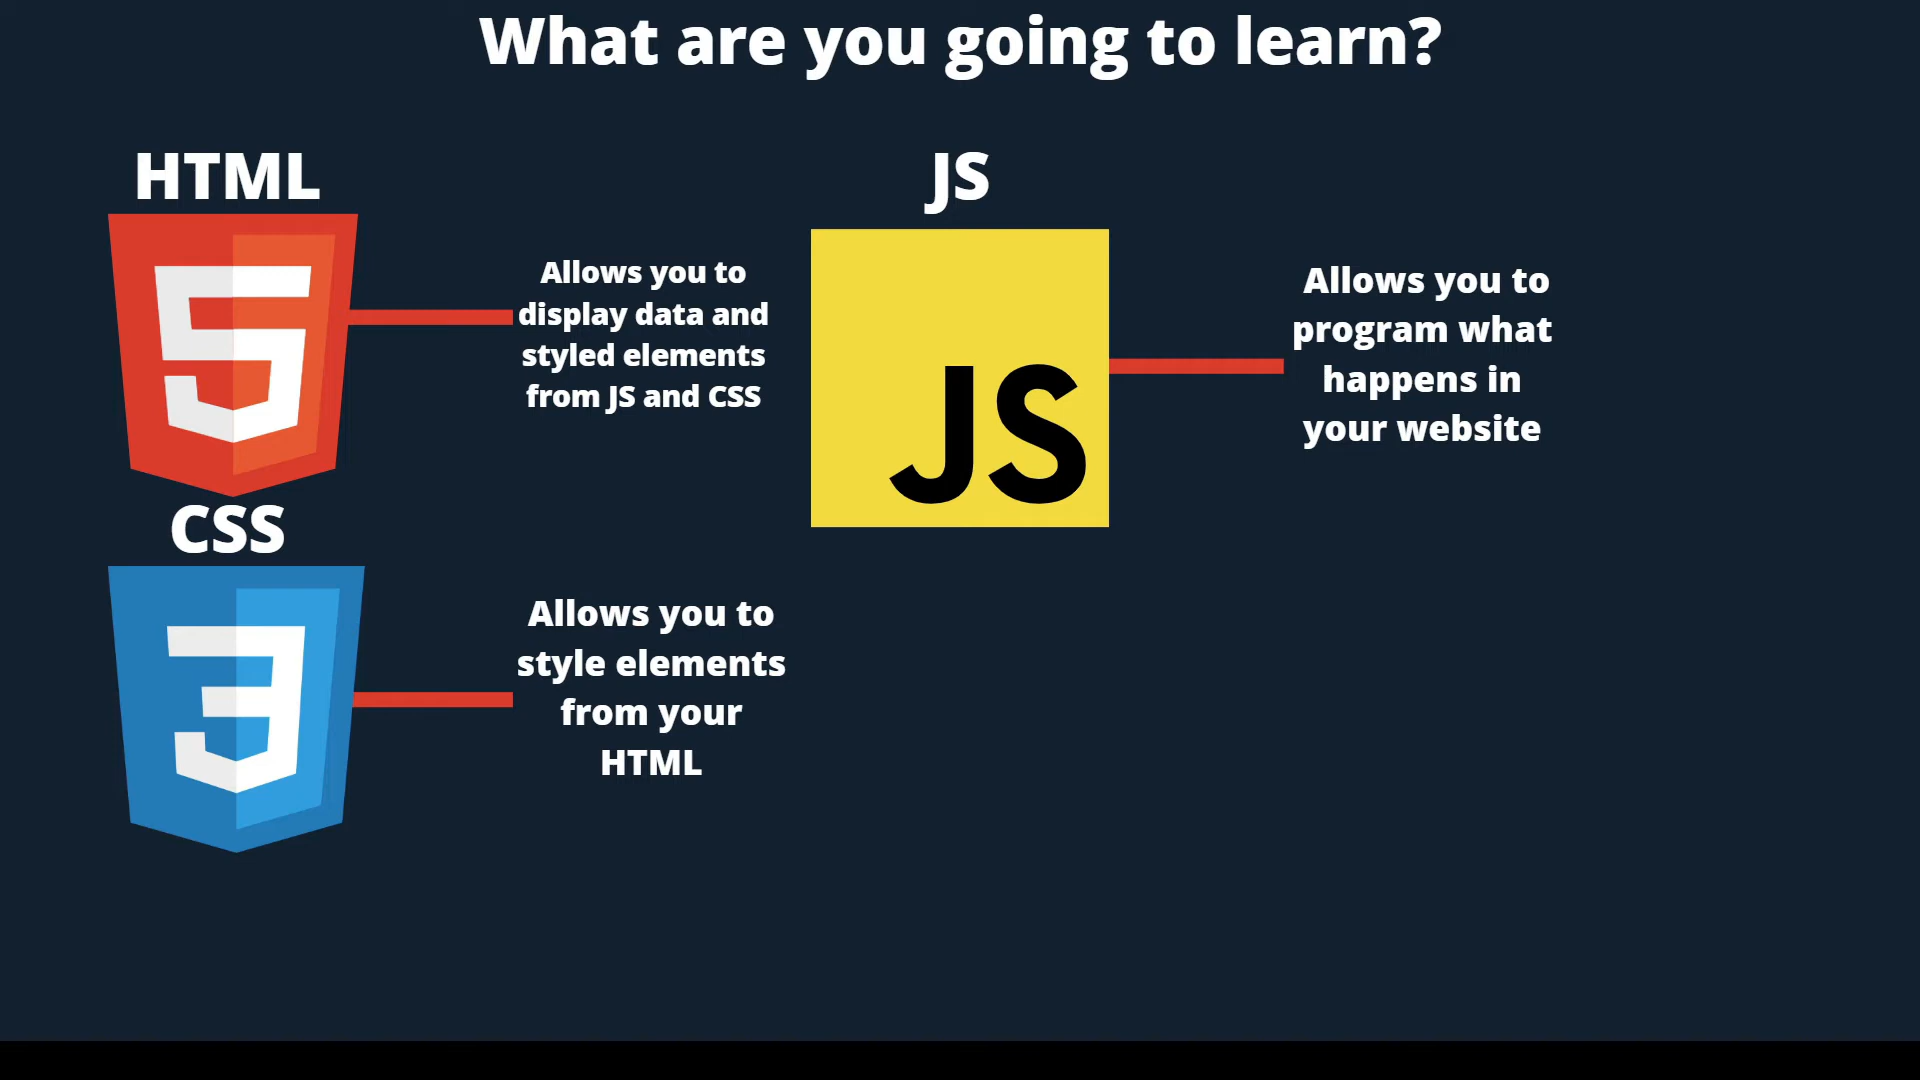 What are you going to learn?
HTML
5
Allows you to
display data and
styled elements
from JS and CSS
CSS
3
Allows you to
style elements
from your
HTML
JS
JS
Allows you to
program what
happens in
your website